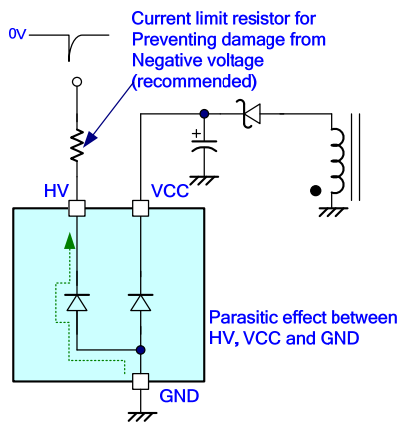 0V
Current limit resistor for
Preventing damage from
Negative voltage
(recommended)
+
HV
VCC
Parasitic effect between
HV, VCC and GND
GND